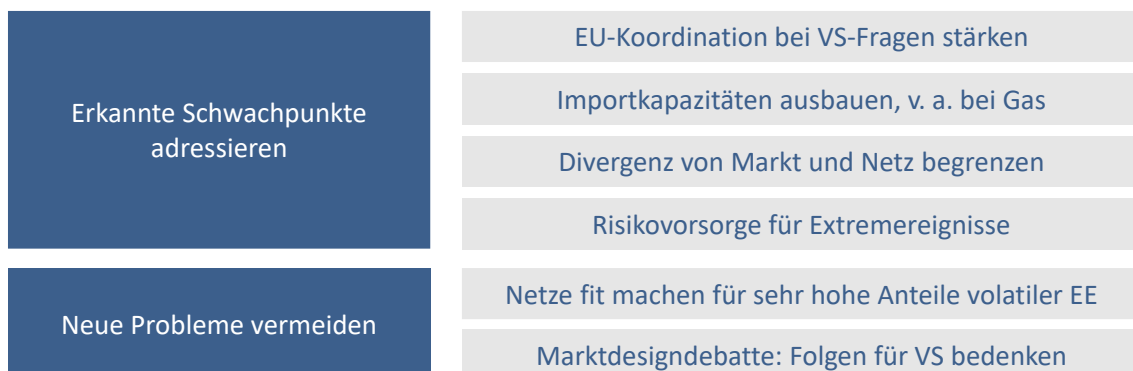 Erkannte Schwachpunkte
adressieren
EU-Koordination bei VS-Fragen stärken
Importkapazitäten ausbauen, v. a. bei Gas
Divergenz von Markt und Netz begrenzen
Risikovorsorge für Extremereignisse
Neue Probleme vermeiden
Netze fit machen für sehr hohe Anteile volatiler EE
Marktdesigndebatte: Folgen für VS bedenken